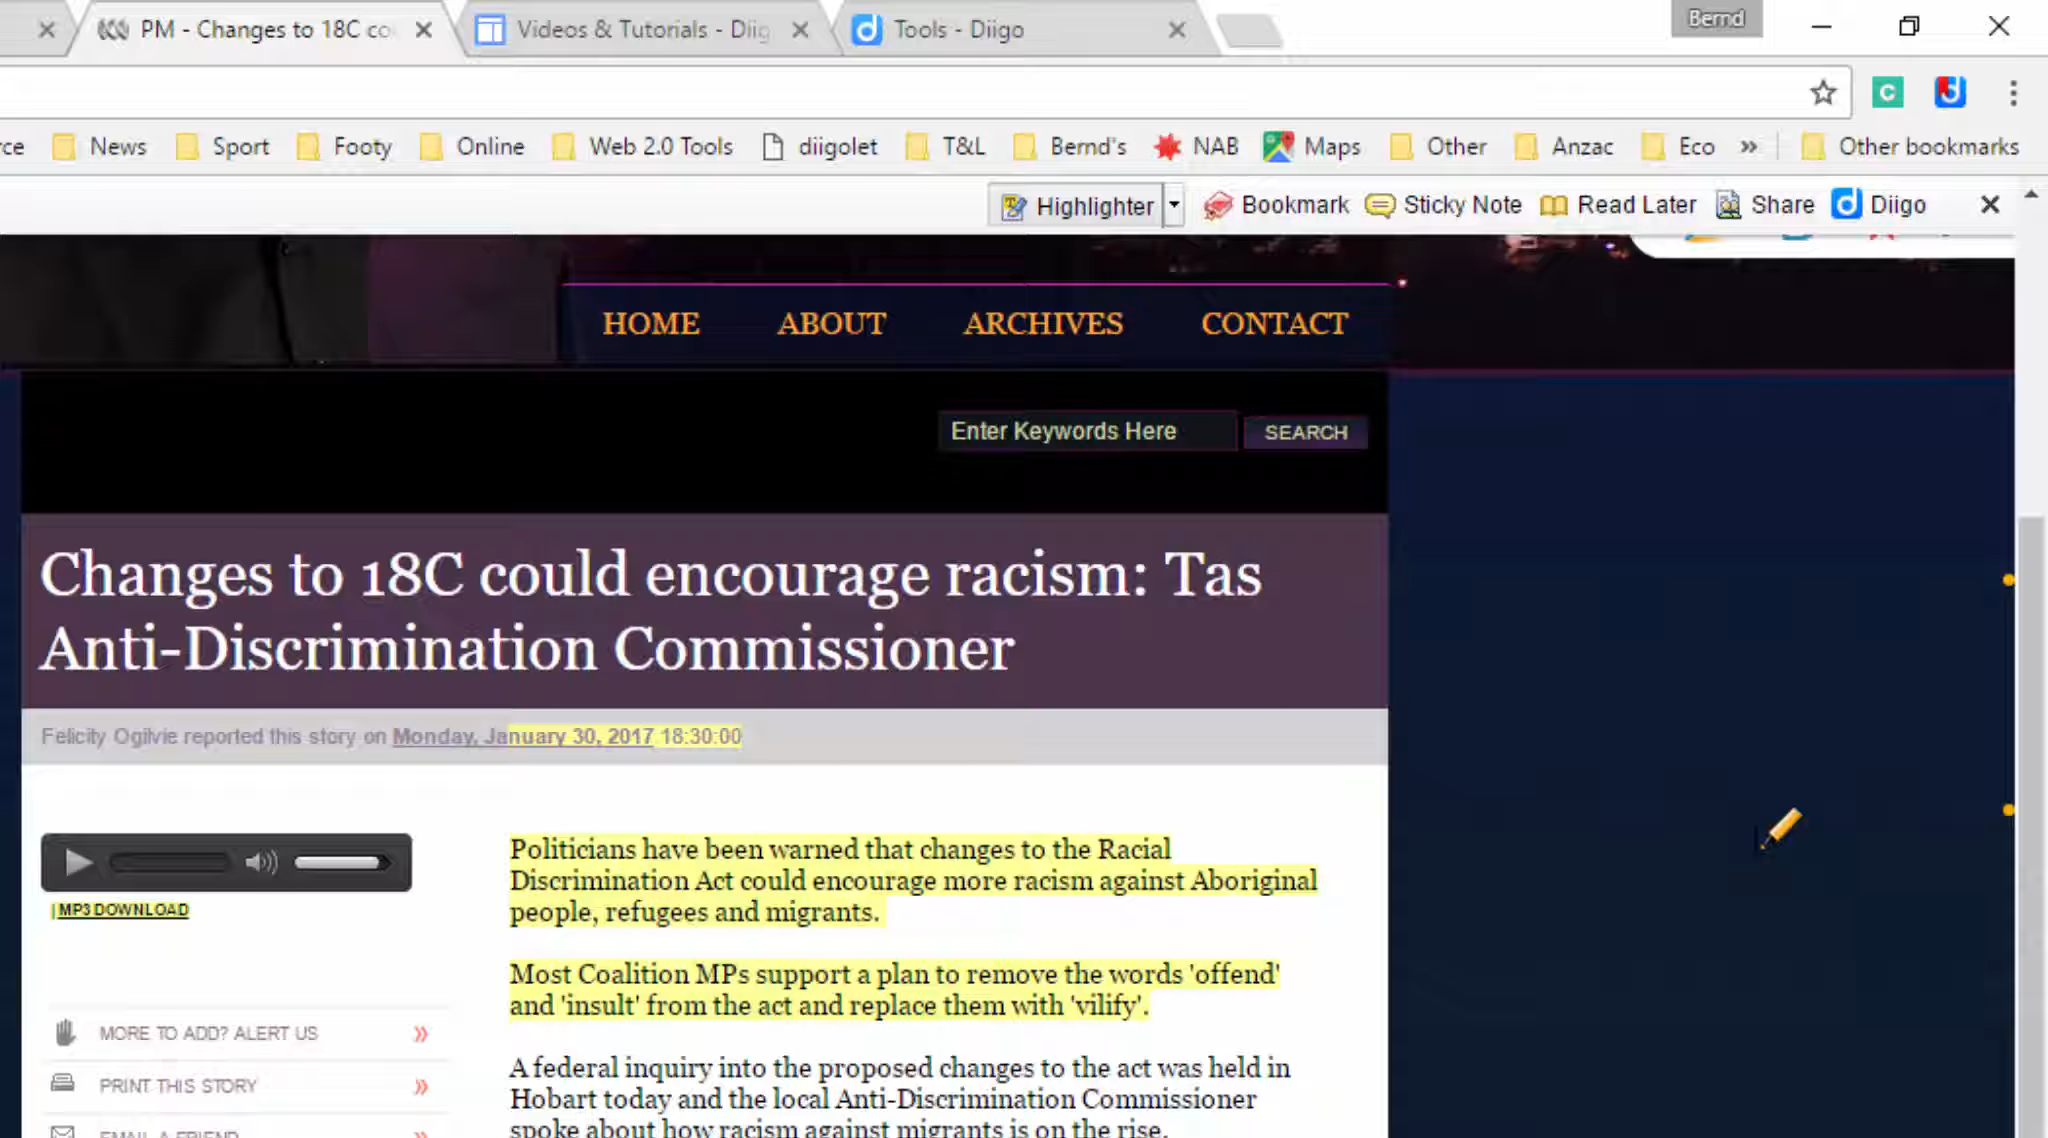 Bernd
PM - Changes to 18C co
Videos & Tutorials - Diig
Tools - Diigo
rce
News
Sport
Footy
Online
Web 2.0 Tools
diigolet
T&L
Bernd's
NAB
Maps
Other
Anzac
Eco
»
Other bookmarks
Highlighter
Bookmark
Sticky Note
Read Later
Share
Diigo
HOME
ABOUT
ARCHIVES
CONTACT
Enter Keywords Here
SEARCH
Changes to 18C could encourage racism: Tas
Anti-Discrimination Commissioner
Felicity Ogilvie reported this story on Monday, January 30, 2017 18:30:00
| MP3 DOWNLOAD
MORE TO ADD? ALERT US »
PRINT THIS STORY »
EMAIL A FRIEND »
Politicians have been warned that changes to the Racial
Discrimination Act could encourage more racism against Aboriginal
people, refugees and migrants.
Most Coalition MPs support a plan to remove the words 'offend'
and 'insult' from the act and replace them with 'vilify'.
A federal inquiry into the proposed changes to the act was held in
Hobart today and the local Anti-Discrimination Commissioner
spoke about how racism against migrants is on the rise.